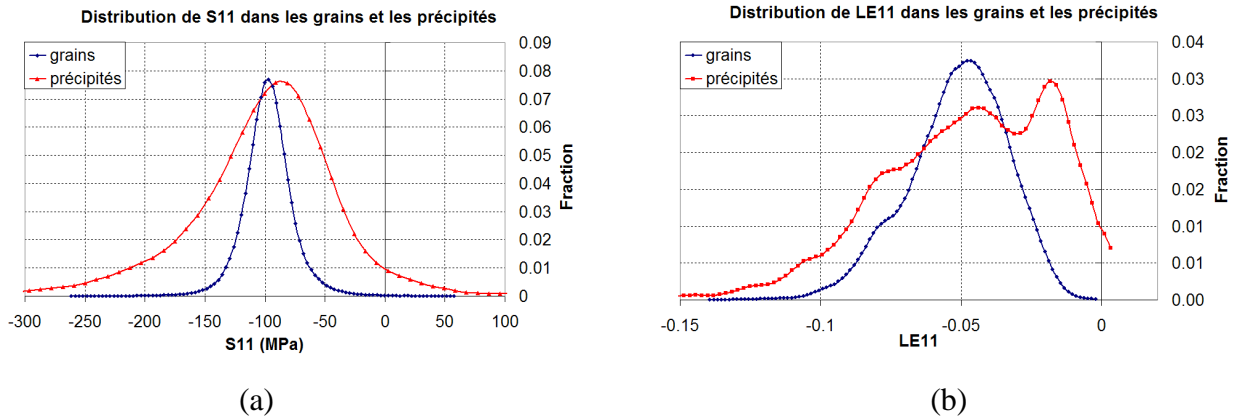 Distribution de S11 dans les grains et les précipités
grains
précipités
0.09
0.08
0.07
0.06
0.05
0.04
0.03
0.02
0.01
0
Fraction
-300 -250 -200 -150 -100 -50 0 50 100
S11 (MPa)
(a)
Distribution de LE11 dans les grains et les précipités
grains
précipités
0.04
0.03
0.03
0.02
0.02
0.01
0.01
0.00
Fraction
-0.15 -0.1 -0.05 0
LE11
(b)